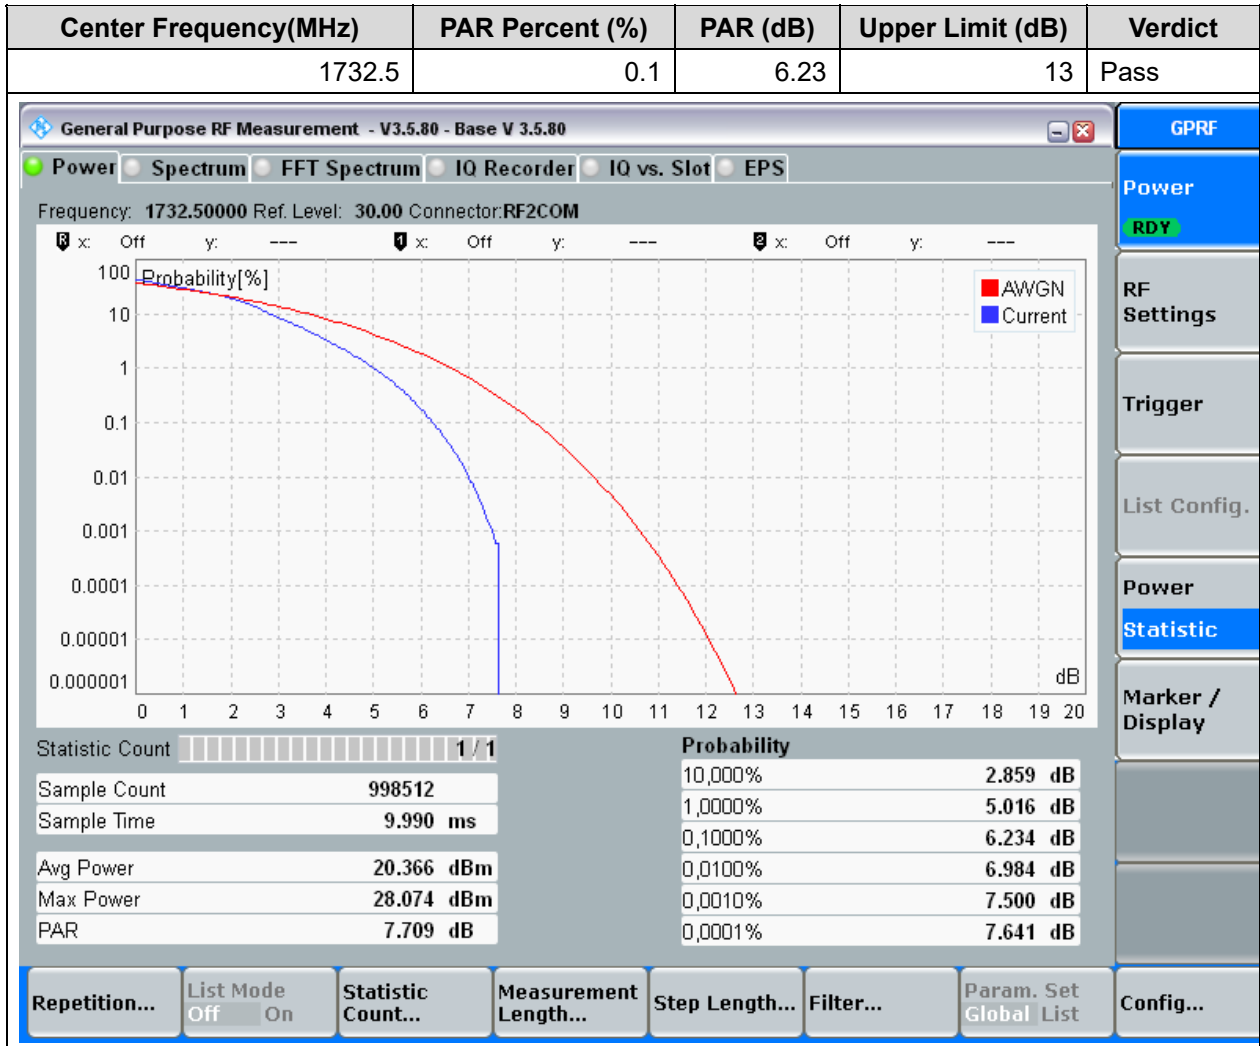 Center Frequency(MHz) PAR Percent (%) PAR (dB) Upper Limit (dB) Verdict
1732.5 0.1 6.23 13 Pass
General Purpose RF Measurement - V3.5.80 - Base V 3.5.80
GPRF
Power Spectrum FFT Spectrum IQ Recorder IQ vs. Slot EPS
Frequency: 1732.50000 Ref. Level: 30.00 Connector:RF2COM
R x: Off y: --- 1 x: Off y: --- 2 x: Off y: ---
Probability[%]
AWGN
Current
100
10
1
0.1
0.01
0.001
0.0001
0.00001
0.000001
dB
0 1 2 3 4 5 6 7 8 9 10 11 12 13 14 15 16 17 18 19 20
Statistic Count 1 / 1
Sample Count 998512
Sample Time 9.990 ms
Avg Power 20.366 dBm
Max Power 28.074 dBm
PAR 7.709 dB
Probability
10,000% 2.859 dB
1,0000% 5.016 dB
0,1000% 6.234 dB
0,0100% 6.984 dB
0,0010% 7.500 dB
0,0001% 7.641 dB
Power
RDY
RF
Settings
Trigger
List Config.
Power
Statistic
Marker /
Display
Repetition...
List Mode
Off On
Statistic
Count...
Measurement
Length...
Step Length...
Filter...
Param. Set
Global List
Config...